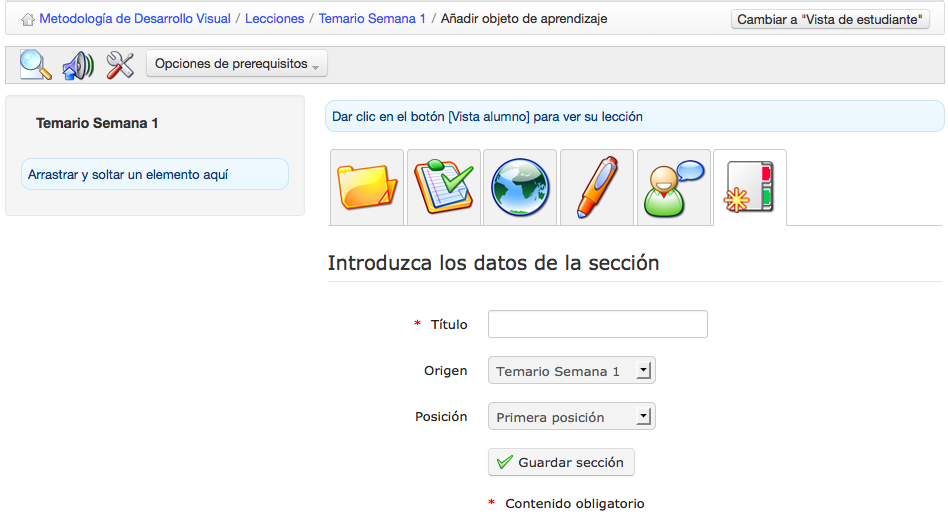 Metodología de Desarrollo Visual / Lecciones / Temario Semana 1 / Añadir objeto de aprendizaje
Cambiar a "Vista de estudiante"
Opciones de prerequisitos
Temario Semana 1
Arrastrar y soltar un elemento aquí
Dar clic en el botón [Vista alumno] para ver su lección
Introduzca los datos de la sección
* Título
Origen Temario Semana 1
Posición Primera posición
Guardar sección
* Contenido obligatorio